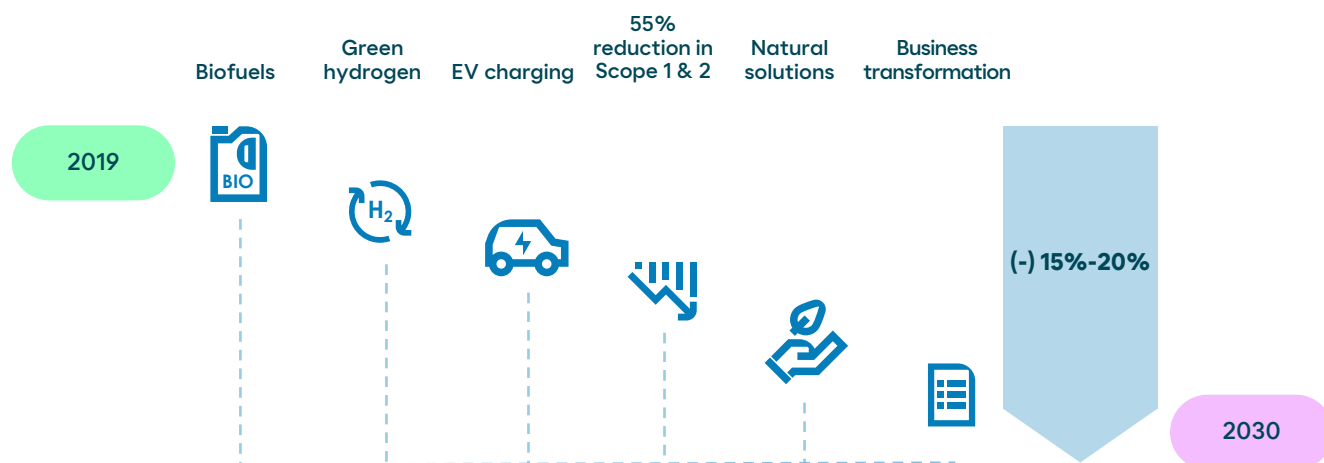 Biofuels
Green
hydrogen
EV charging
55%
reduction in
Scope 1 & 2
Natural
solutions
Business
transformation
2019
BIO
H2
(-) 15%-20%
2030